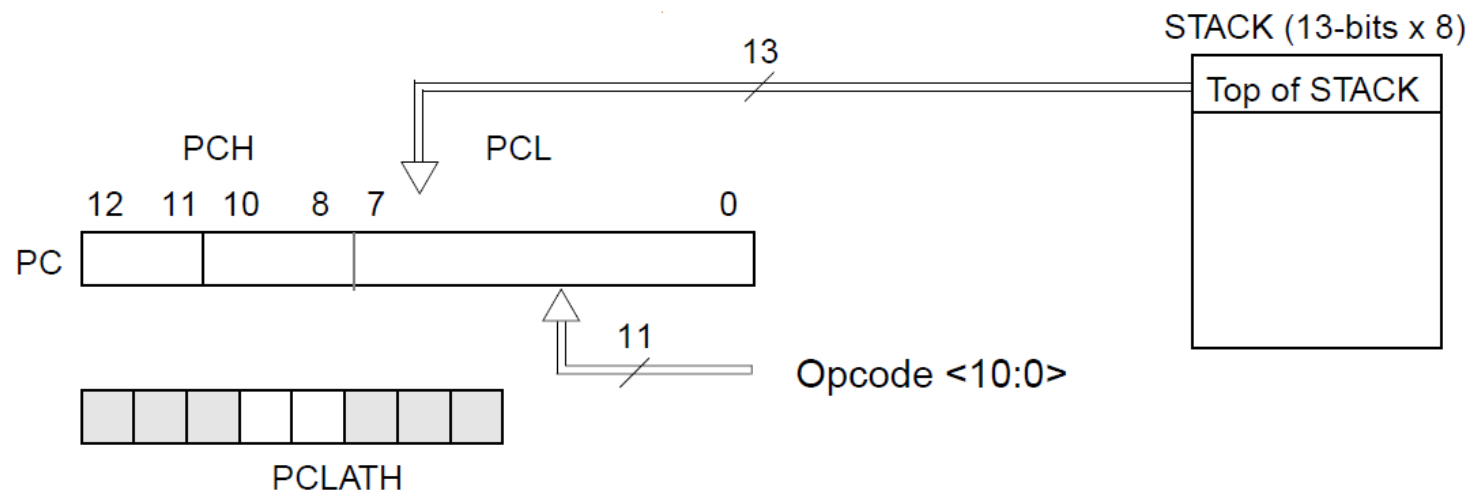 STACK (13-bits x 8)
13
Top of STACK
PCH PCL
12 11 10 8 7 0
PC
11
Opcode <10:0>
PCLATH